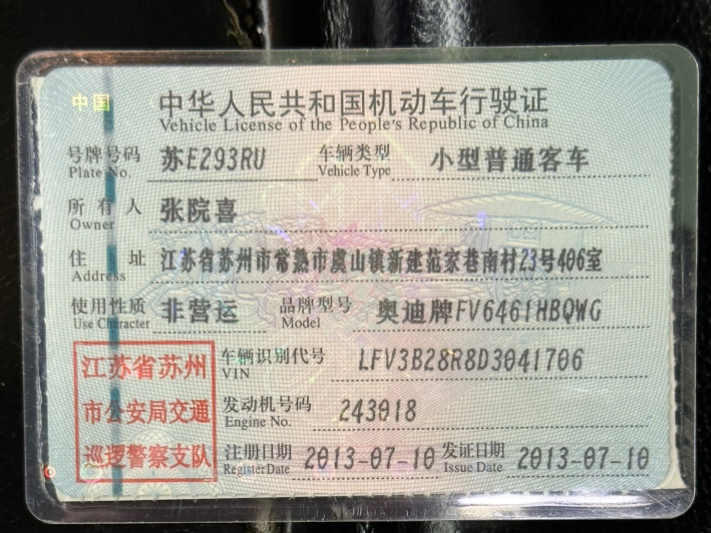 中国
中华人民共和国机动车行驶证
Vehicle License of the People's Republic of China
号牌号码 苏E293RU 车辆类型 小型普通客车
Plate No. Vehicle Type
所有人 张院喜
Owner
住址 江苏省苏州市常熟市虞山镇新建范家巷南村23号406室
Address
使用性质 非营运 品牌型号 奥迪牌FV6461HBQWG
Use Character Model
江苏省苏州 车辆识别代号 LFV3B28R8D3041706
VIN
市公安局交通 发动机号码 243018
Engine No.
巡逻警察支队 注册日期 2013-07-10 发证日期 2013-07-10
Register Date Issue Date